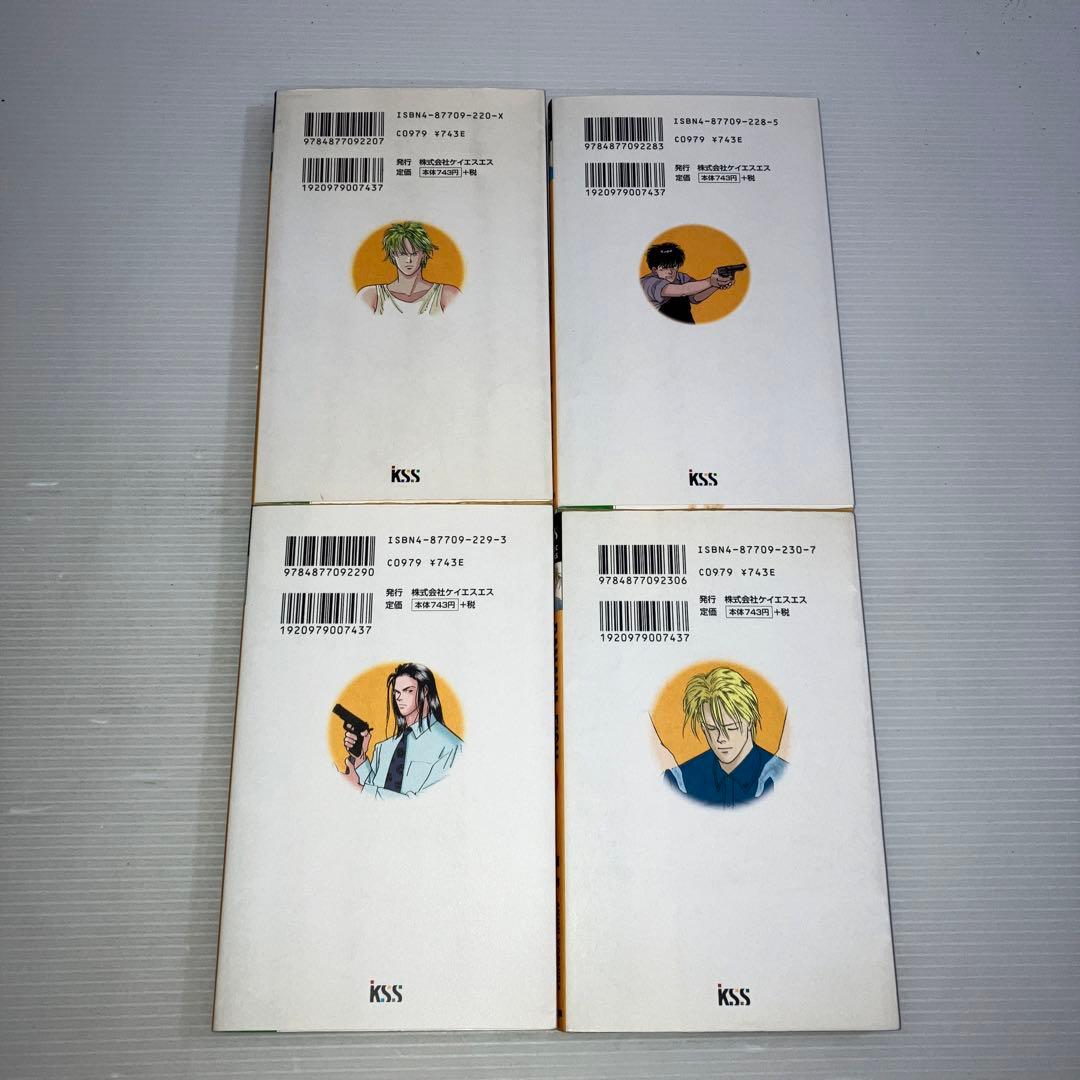 ISBN4-87709-220-X
9784877092207
C0979 ¥743E
1920979007437
発行 株式会社ケイエスエス
定価 本体743円+税
KSS
ISBN4-87709-228-5
9784877092283
C0979 ¥743E
1920979007437
発行 株式会社ケイエスエス
定価 本体743円+税
KSS
ISBN4-87709-229-3
9784877092290
C0979 ¥743E
1920979007437
発行 株式会社ケイエスエス
定価 本体743円+税
KSS
ISBN4-87709-230-7
9784877092306
C0979 ¥743E
1920979007437
発行 株式会社ケイエスエス
定価 本体743円+税
KSS